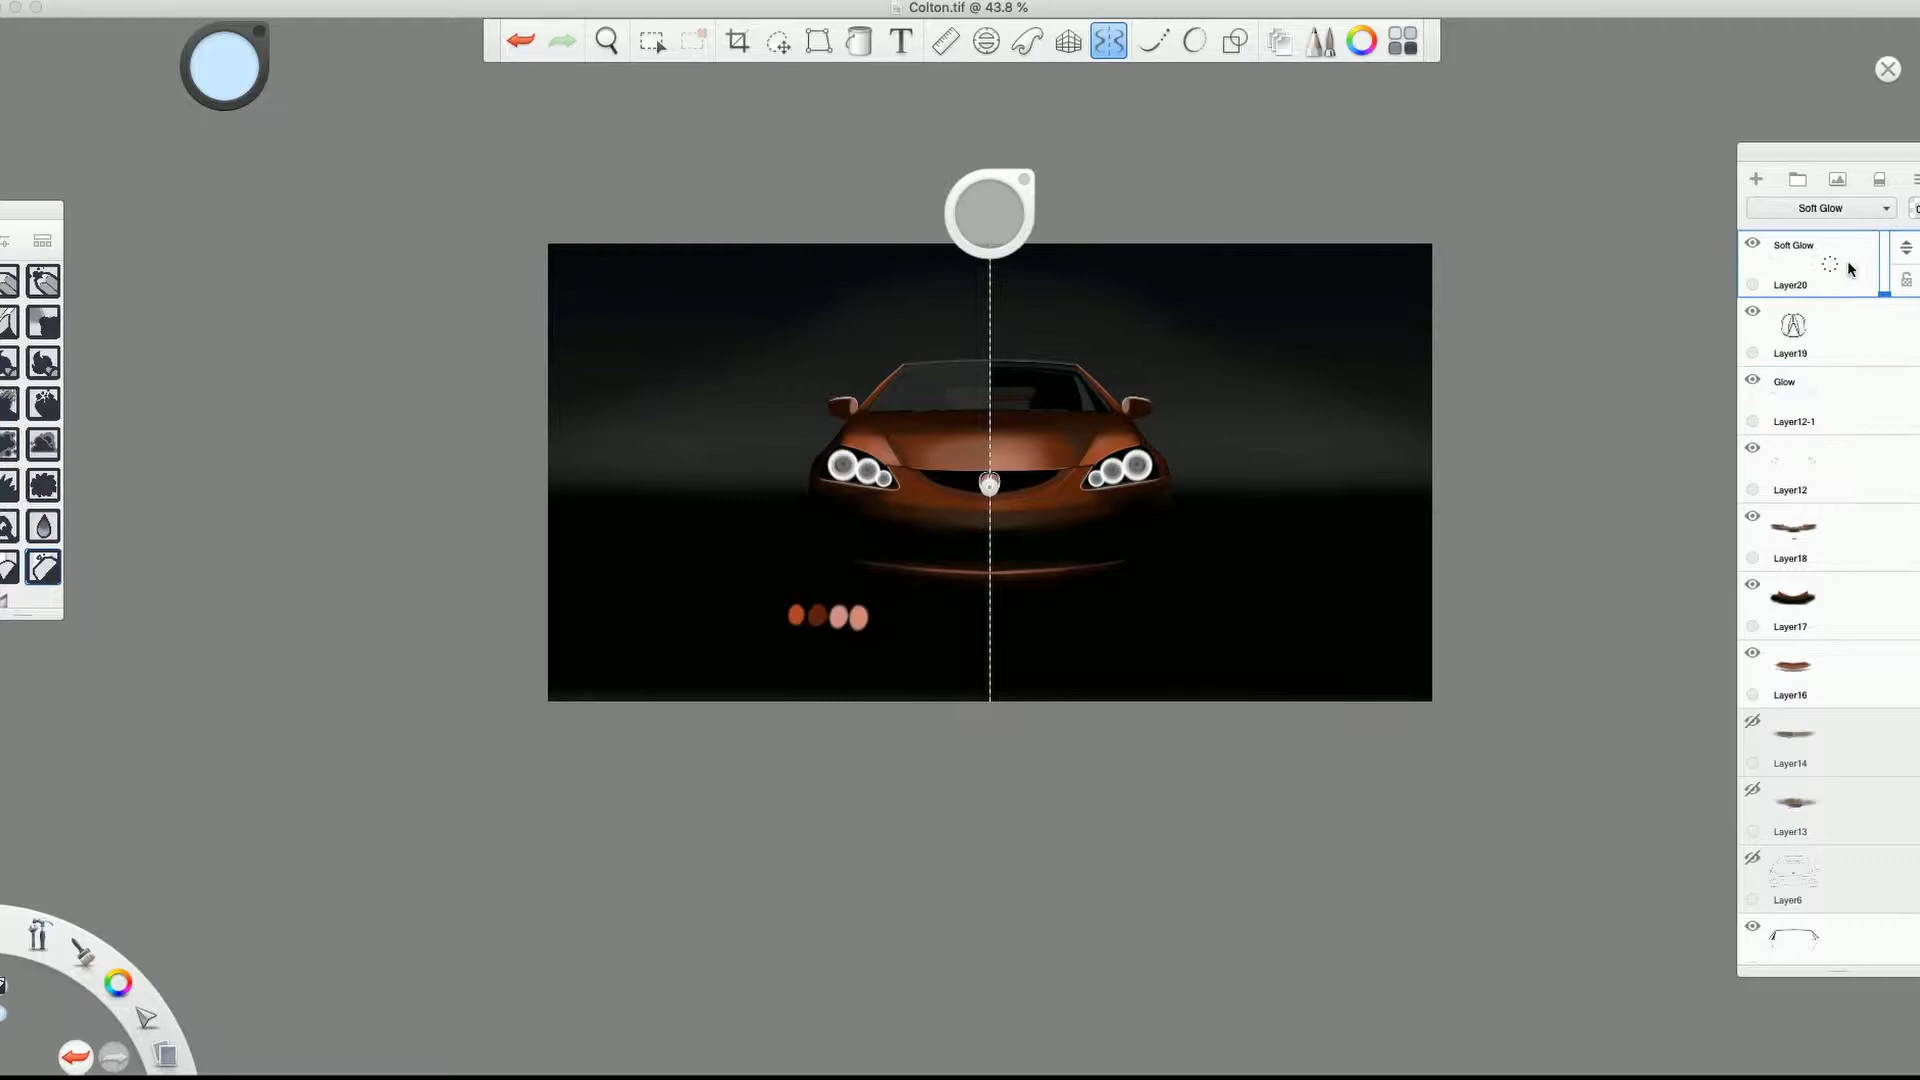 Colton.tif @ 43.8 %
T
Soft Glow
Soft Glow
Layer20
Layer19
Glow
Layer12-1
Layer12
Layer18
Layer17
Layer16
Layer14
Layer13
Layer6